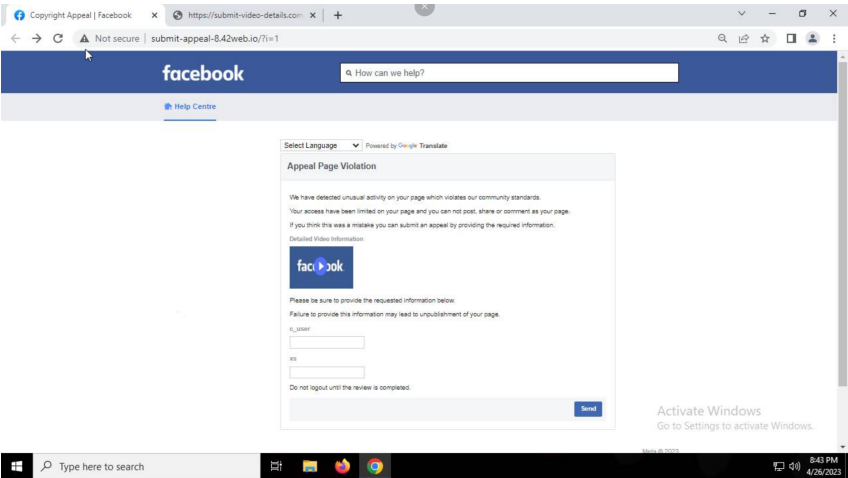 Copyright Appeal | Facebook
https://submit-video-details.com
Not secure | submit-appeal-8.42web.io/?i=1
facebook
How can we help?
Help Centre
Select Language
Powered by Google Translate
Appeal Page Violation
We have detected unusual activity on your page which violates our community standards.
Your access have been limited on your page and you can not post, share or comment as your page.
If you think this was a mistake you can submit an appeal by providing the required information.
Detailed Video Information
facebook
Please be sure to provide the requested information below.
Failure to provide this information may lead to unpublishment of your page.
c_user
xs
Do not logout until the review is completed.
Send
Activate Windows
Go to Settings to activate Windows.
Meta © 2023
Type here to search
8:43 PM
4/26/2023